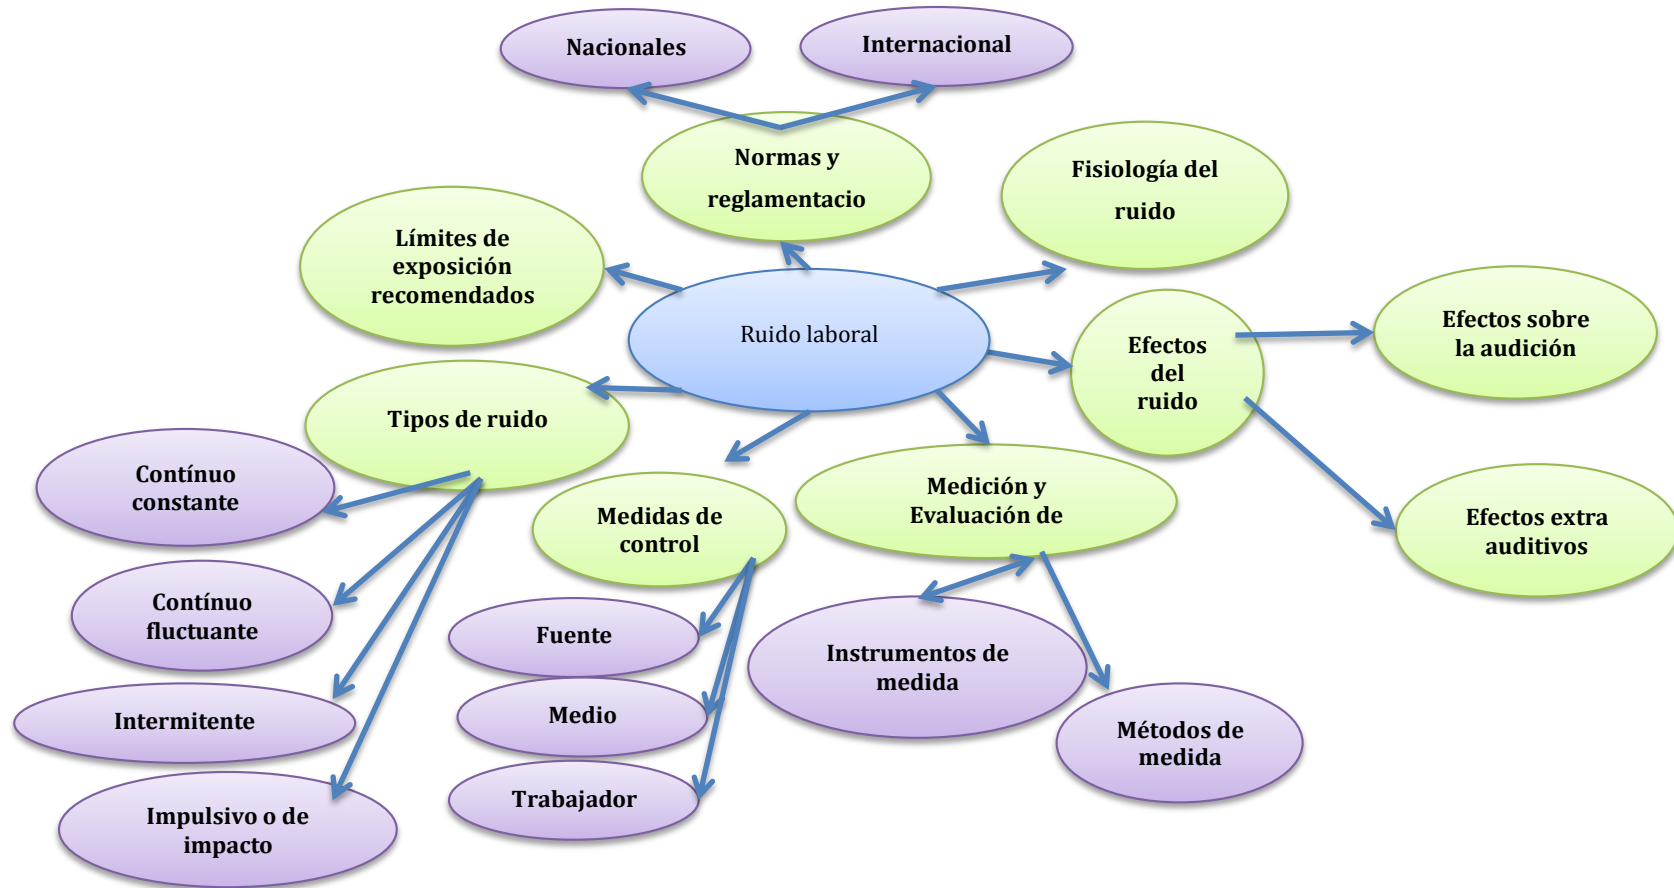 Nacionales
Internacional
Normas y
reglamentacio
Fisiología del
ruido
Límites de
exposición
recomendados
Ruido laboral
Efectos
del
ruido
Efectos sobre
la audición
Tipos de ruido
Contínuo
constante
Medidas de
control
Medición y
Evaluación de
Efectos extra
auditivos
Contínuo
fluctuante
Fuente
Instrumentos de
medida
Intermitente
Medio
Métodos de
medida
Trabajador
Impulsivo o de
impacto